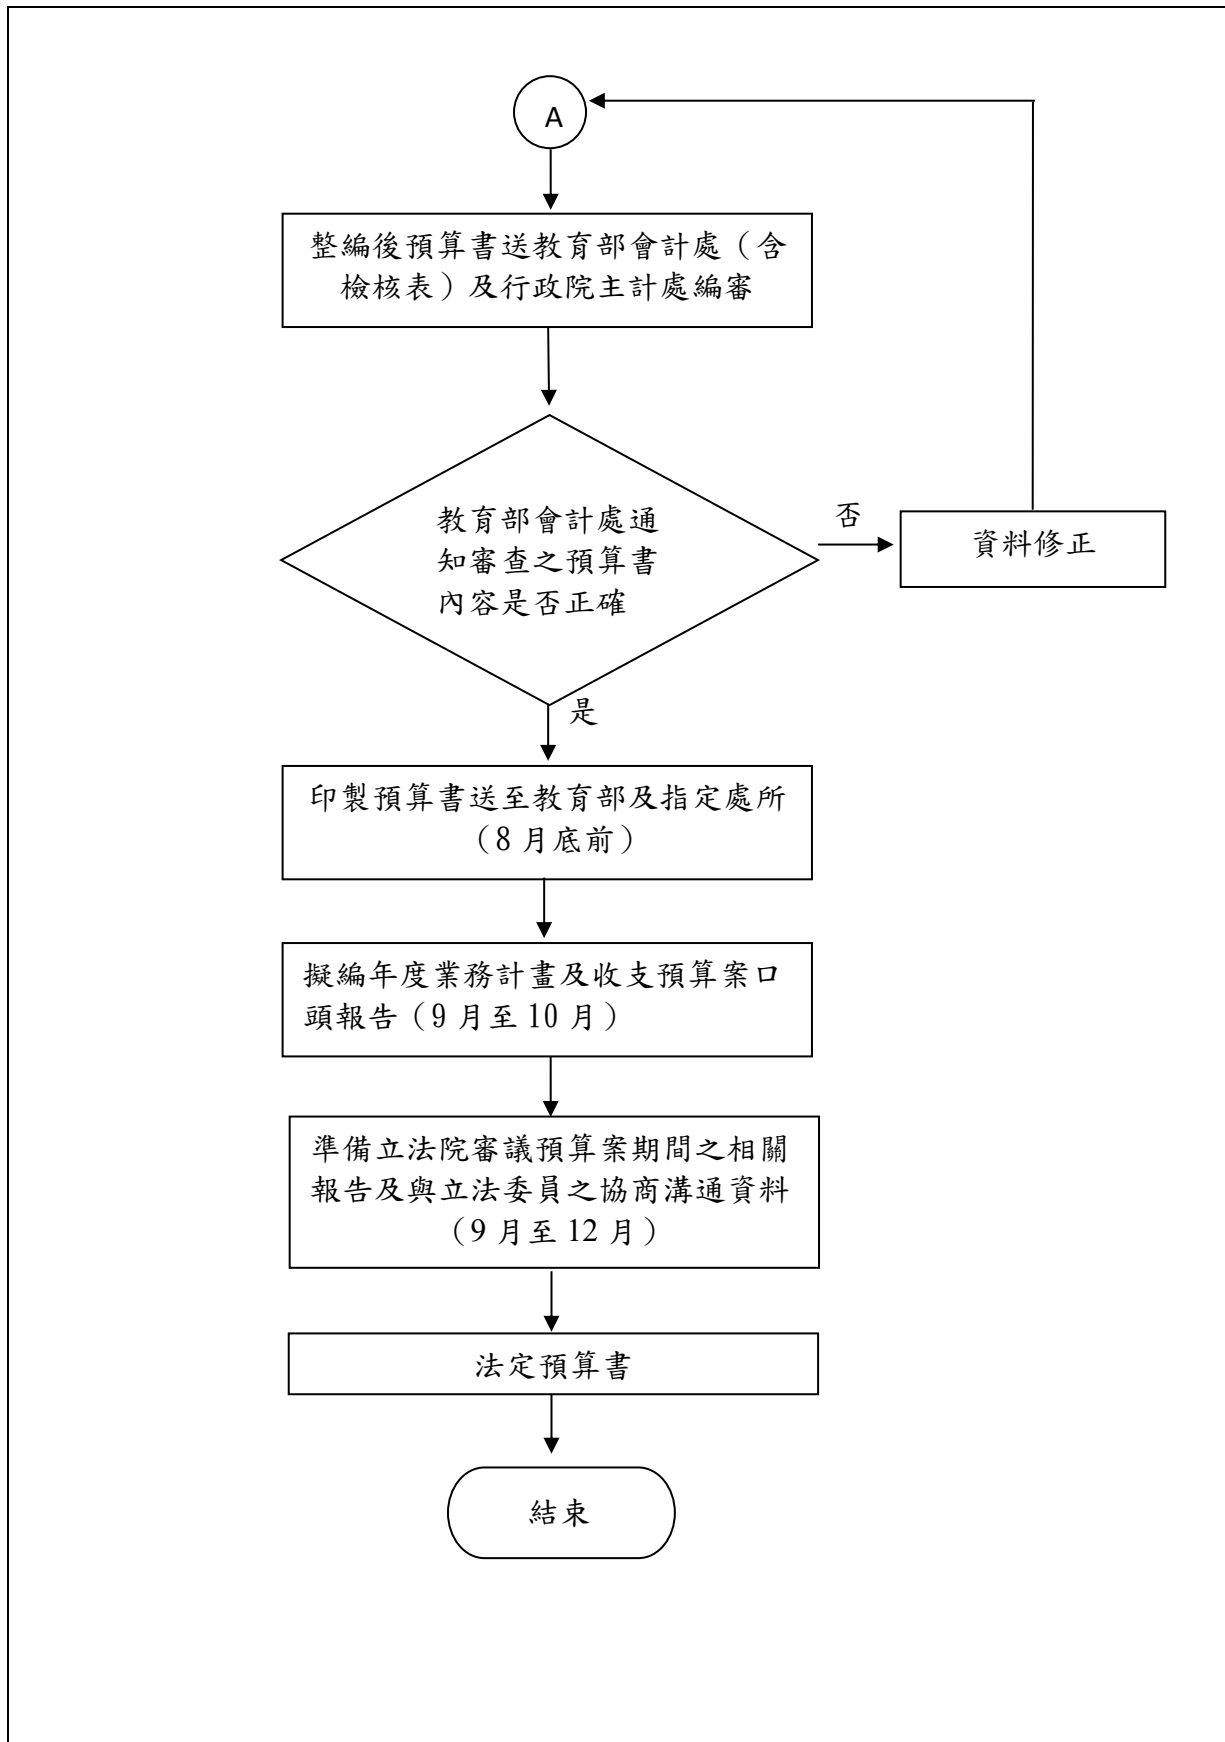 A
整編後預算書送教育部會計處（含
檢核表）及行政院主計處編審
教育部會計處通
知審查之預算書
內容是否正確
否
資料修正
是
印製預算書送至教育部及指定處所
（8 月底前）
擬編年度業務計畫及收支預算案口
頭報告（9 月至 10 月）
準備立法院審議預算案期間之相關
報告及與立法委員之協商溝通資料
（9 月至 12 月）
法定預算書
結束